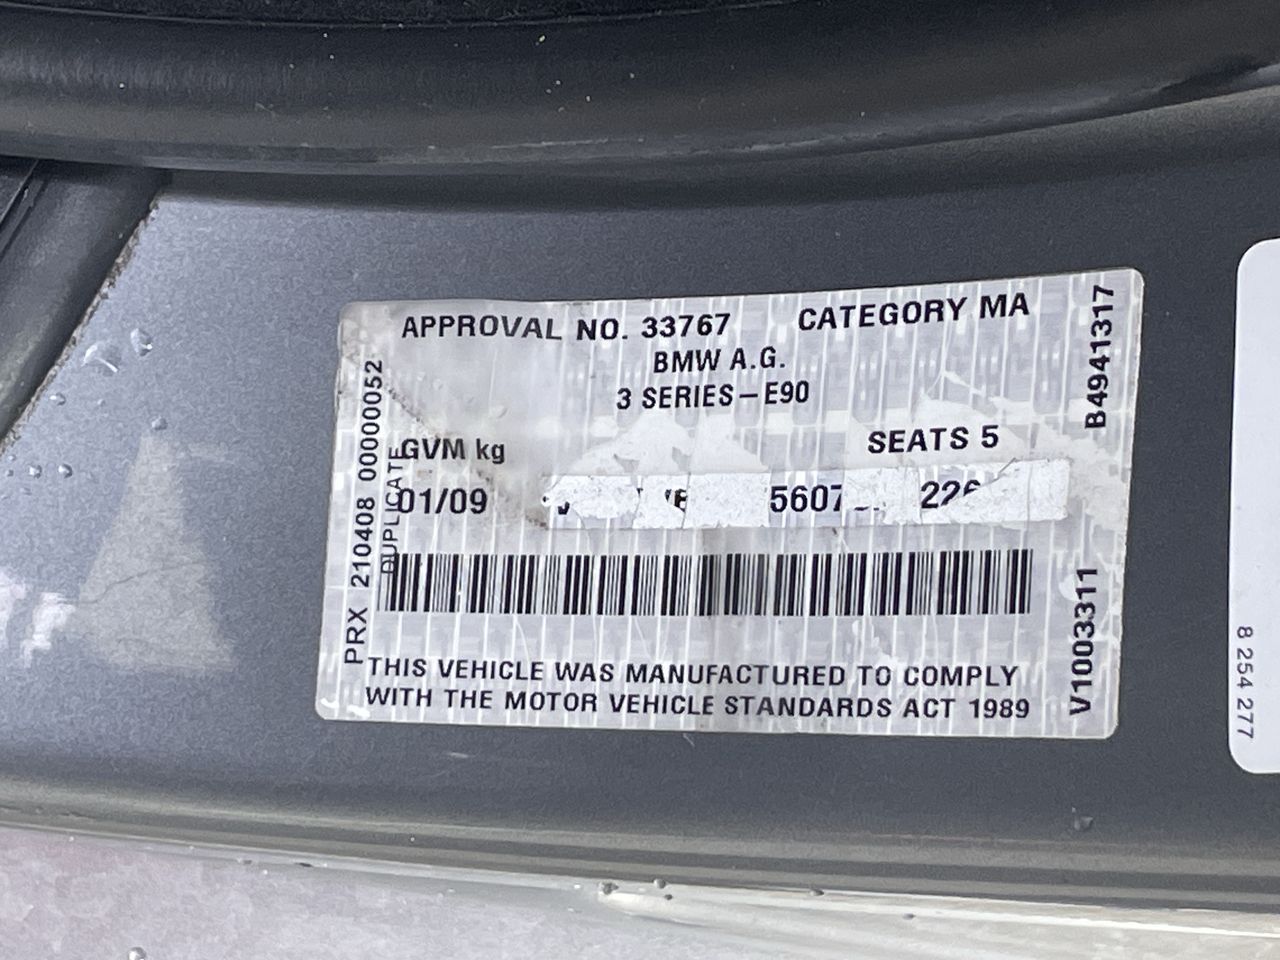 APPROVAL NO. 33767 CATEGORY MA
BMW A.G.
3 SERIES–E90
GVM kg SEATS 5
01/09 5607 226
THIS VEHICLE WAS MANUFACTURED TO COMPLY
WITH THE MOTOR VEHICLE STANDARDS ACT 1989
PRX 210408 00000052
DUPLICATE
B4941317
V1003311
8 254 277